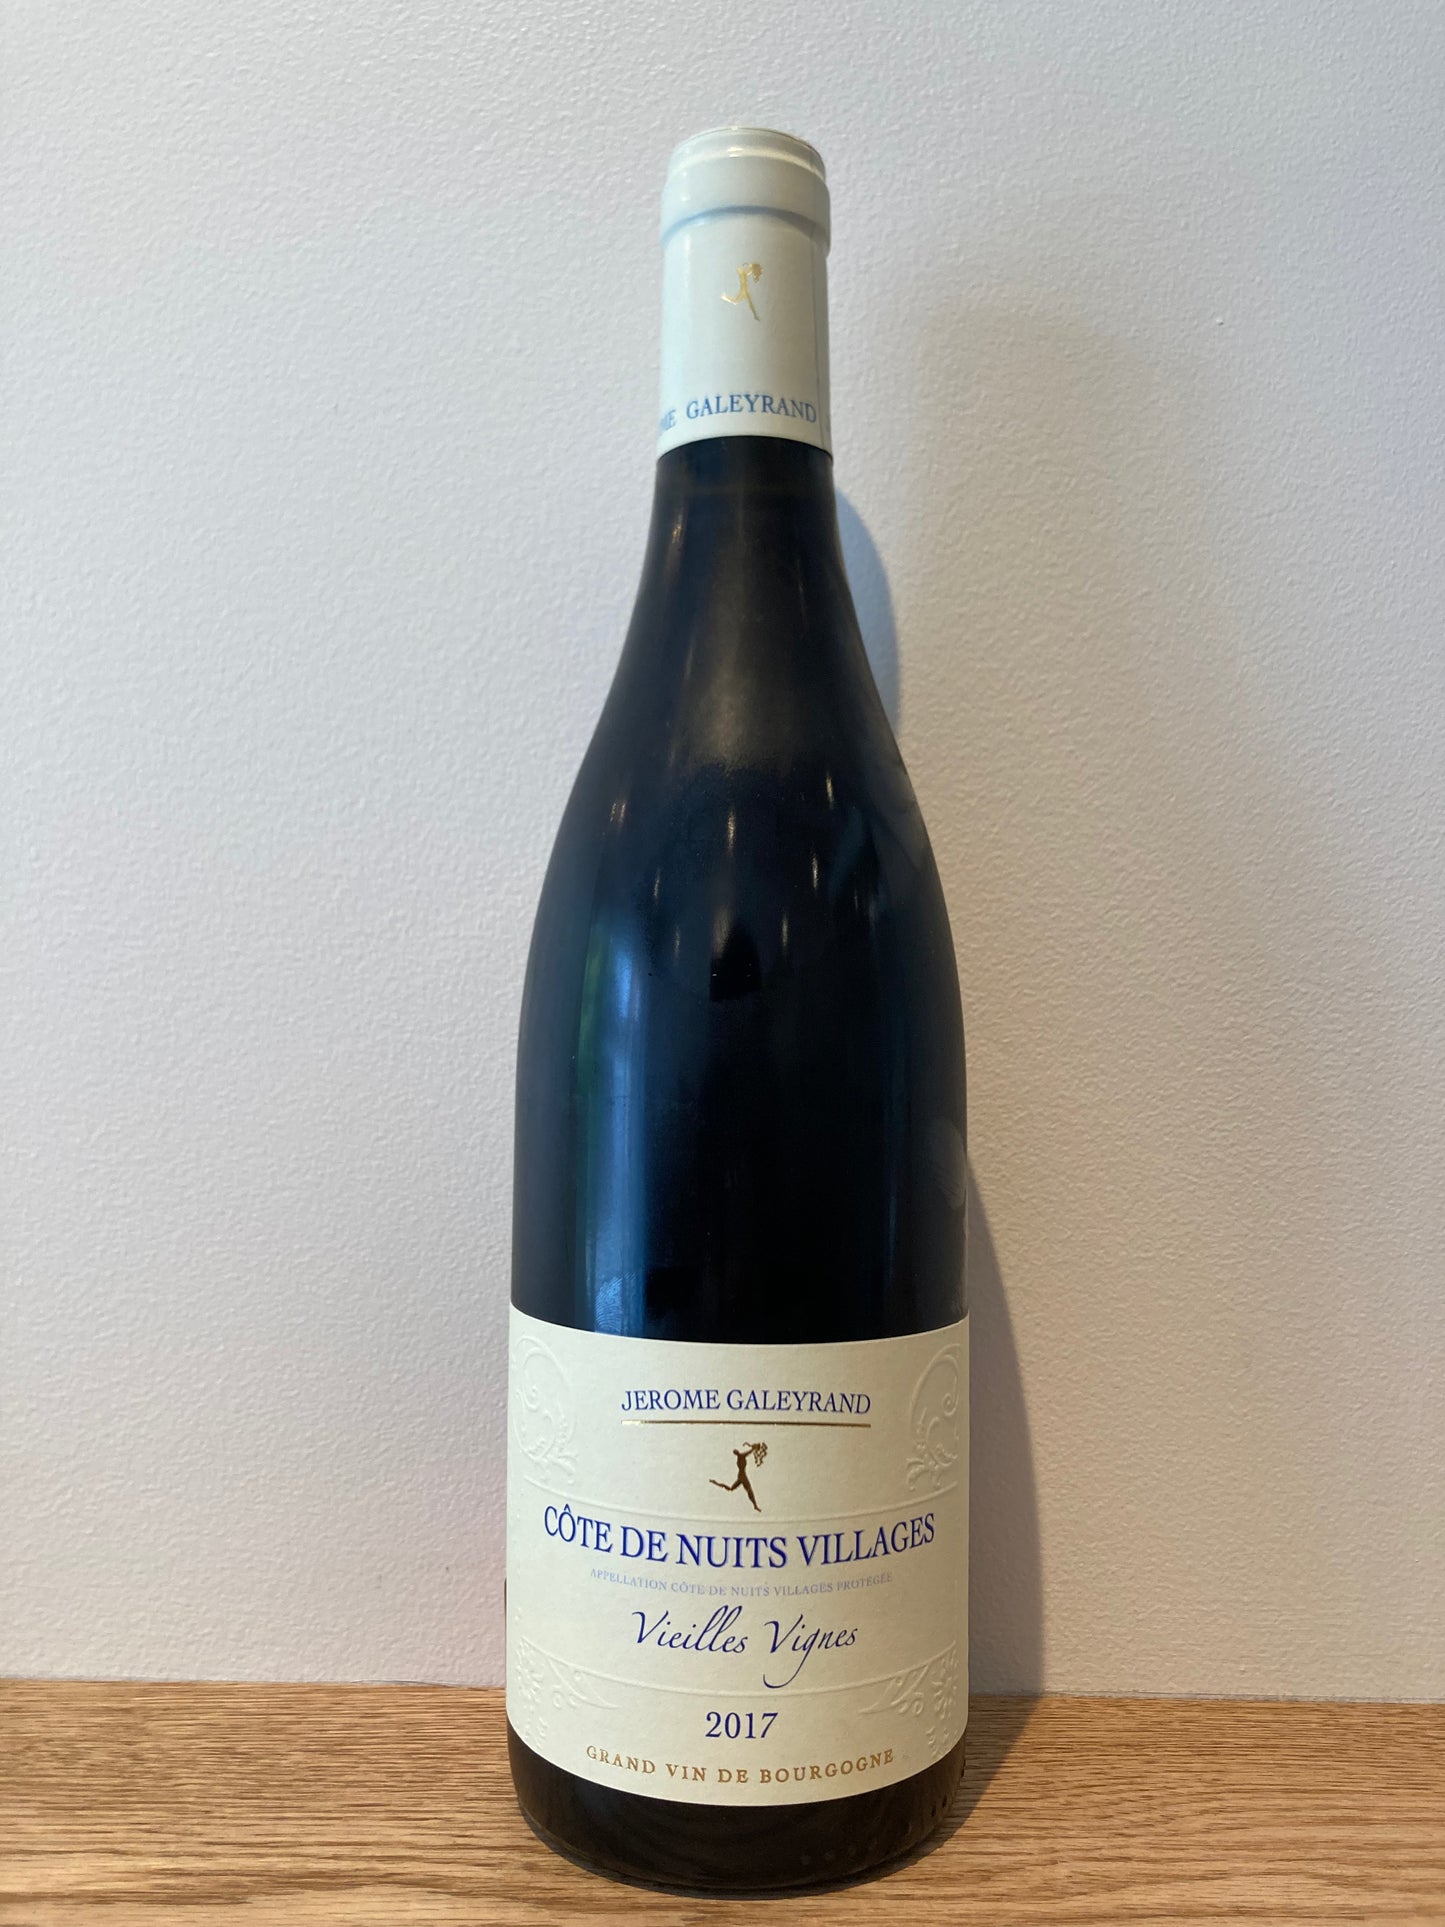 GALEYRAND
JEROME GALEYRAND
CÔTE DE NUITS VILLAGES
APPELLATION CÔTE DE NUITS VILLAGES PROTÉGÉE
Vieilles Vignes
2017
GRAND VIN DE BOURGOGNE